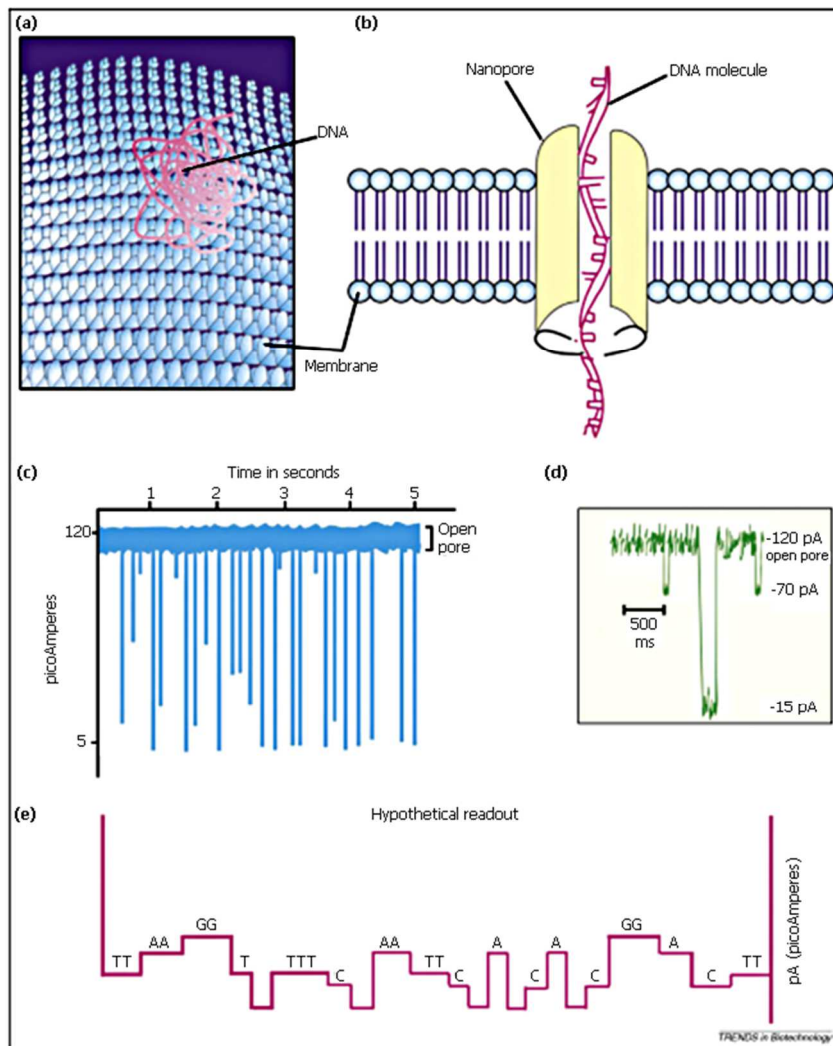 (a)
(b)
Nanopore
DNA molecule
DNA
Membrane
(c)
Time in seconds
1 2 3 4 5
120
Open
pore
picoAmperes
5
(d)
-120 pA
open pore
-70 pA
500
ms
-15 pA
(e)
Hypothetical readout
TT AA GG T TTT C AA TT C A C A C GG A C TT
pA (picoAmperes)
TRENDS in Biotechnology